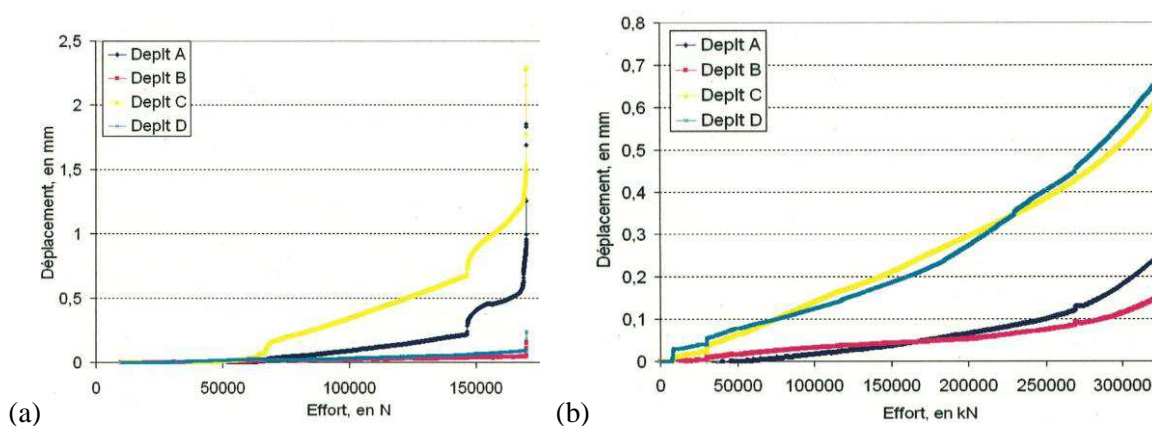 2,5
2
1,5
1
0,5
0
Déplacement, en mm
Deplt A
Deplt B
Deplt C
Deplt D
0 50000 100000 150000
Effort, en N
(a)
0,8
0,7
0,6
0,5
0,4
0,3
0,2
0,1
0
Déplacement, en mm
Deplt A
Deplt B
Deplt C
Deplt D
0 50000 100000 150000 200000 250000 300000
Effort, en kN
(b)